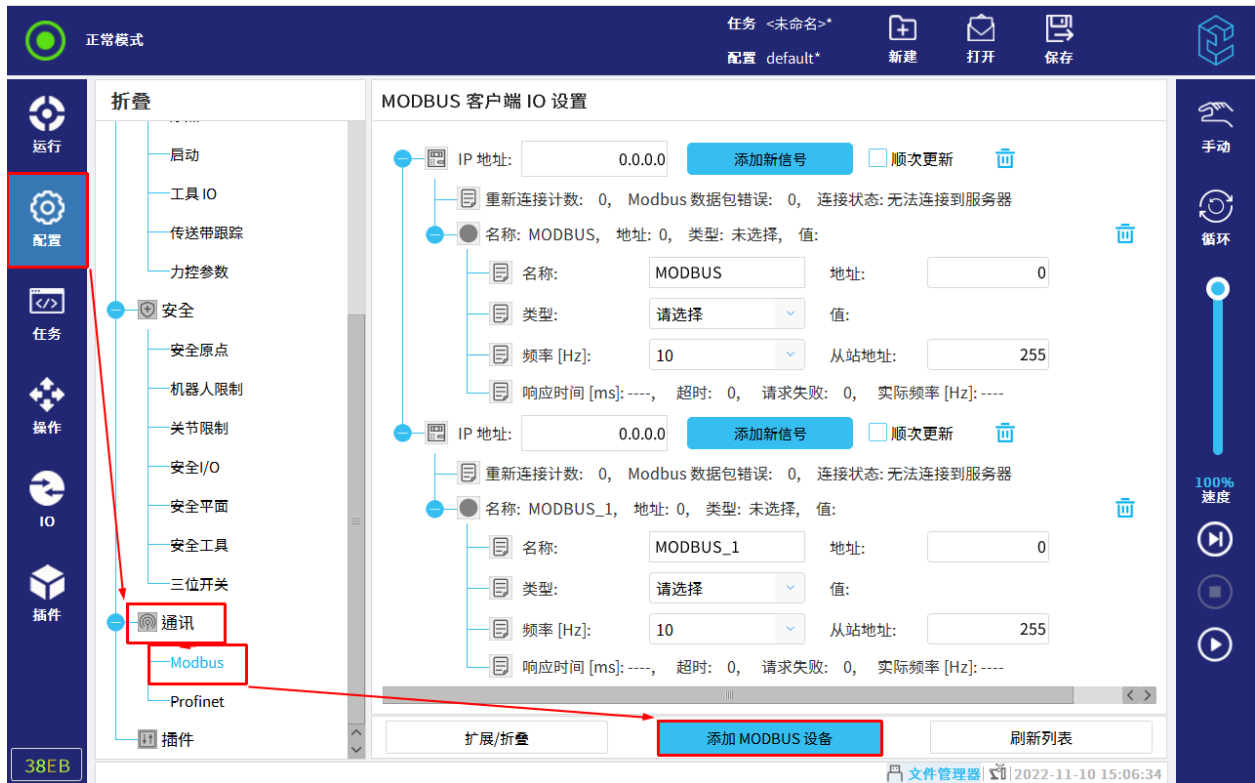 正常模式
任务 <未命名>*
配置 default*
新建
打开
保存
运行
配置
任务
操作
IO
插件
38EB
折叠
启动
工具 IO
传送带跟踪
力控参数
安全
安全原点
机器人限制
关节限制
安全I/O
安全平面
安全工具
三位开关
通讯
Modbus
Profinet
插件
MODBUS 客户端 IO 设置
IP 地址: 0.0.0.0 添加新信号 顺次更新
重新连接计数: 0, Modbus 数据包错误: 0, 连接状态: 无法连接到服务器
名称: MODBUS, 地址: 0, 类型: 未选择, 值:
名称: MODBUS 地址: 0
类型: 请选择 值:
频率 [Hz]: 10 从站地址: 255
响应时间 [ms]: ----, 超时: 0, 请求失败: 0, 实际频率 [Hz]: ----
IP 地址: 0.0.0.0 添加新信号 顺次更新
重新连接计数: 0, Modbus 数据包错误: 0, 连接状态: 无法连接到服务器
名称: MODBUS_1, 地址: 0, 类型: 未选择, 值:
名称: MODBUS_1 地址: 0
类型: 请选择 值:
频率 [Hz]: 10 从站地址: 255
响应时间 [ms]: ----, 超时: 0, 请求失败: 0, 实际频率 [Hz]: ----
扩展/折叠 添加 MODBUS 设备 刷新列表
文件管理器 2022-11-10 15:06:34
手动
循环
100%
速度